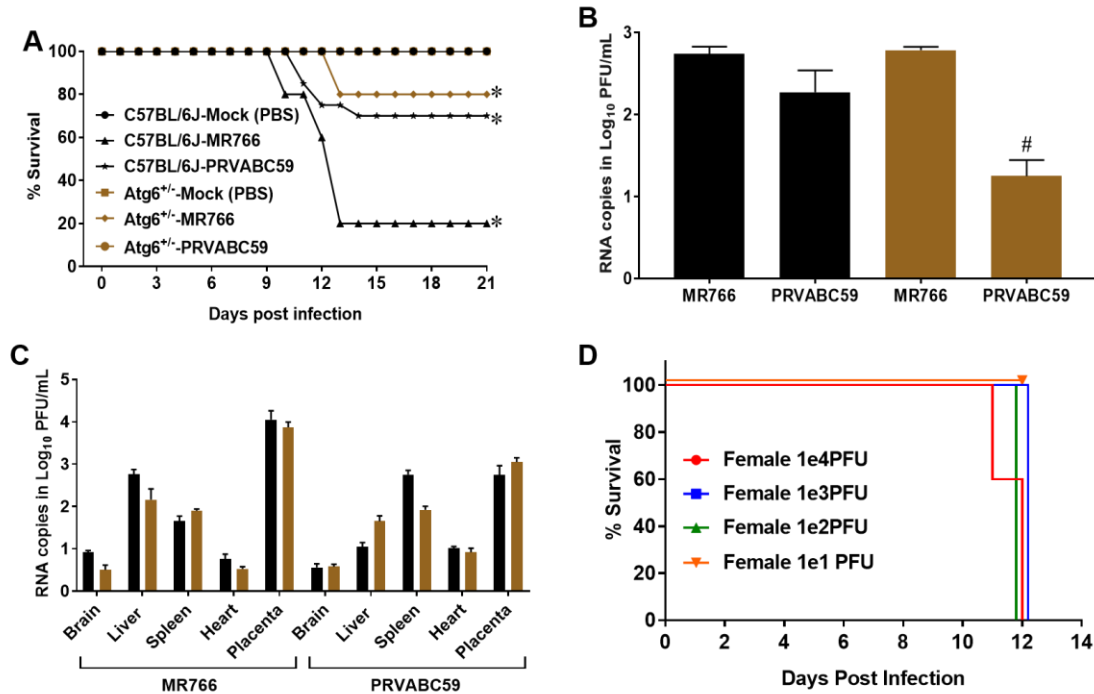 A
% Survival
100
80
60
40
20
0
C57BL/6J-Mock (PBS)
C57BL/6J-MR766
C57BL/6J-PRVABC59
Atg6+/--Mock (PBS)
Atg6+/--MR766
Atg6+/--PRVABC59
*
*
*
0 3 6 9 12 15 18 21
Days post infection
B
RNA copies in Log10 PFU/mL
3
2
1
0
#
MR766 PRVABC59 MR766 PRVABC59
C
RNA copies in Log10 PFU/mL
5
4
3
2
1
0
Brain Liver Spleen Heart Placenta Brain Liver Spleen Heart Placenta
MR766 PRVABC59
D
% Survival
100
80
60
40
20
0
Female 1e4PFU
Female 1e3PFU
Female 1e2PFU
Female 1e1 PFU
0 2 4 6 8 10 12 14
Days Post Infection